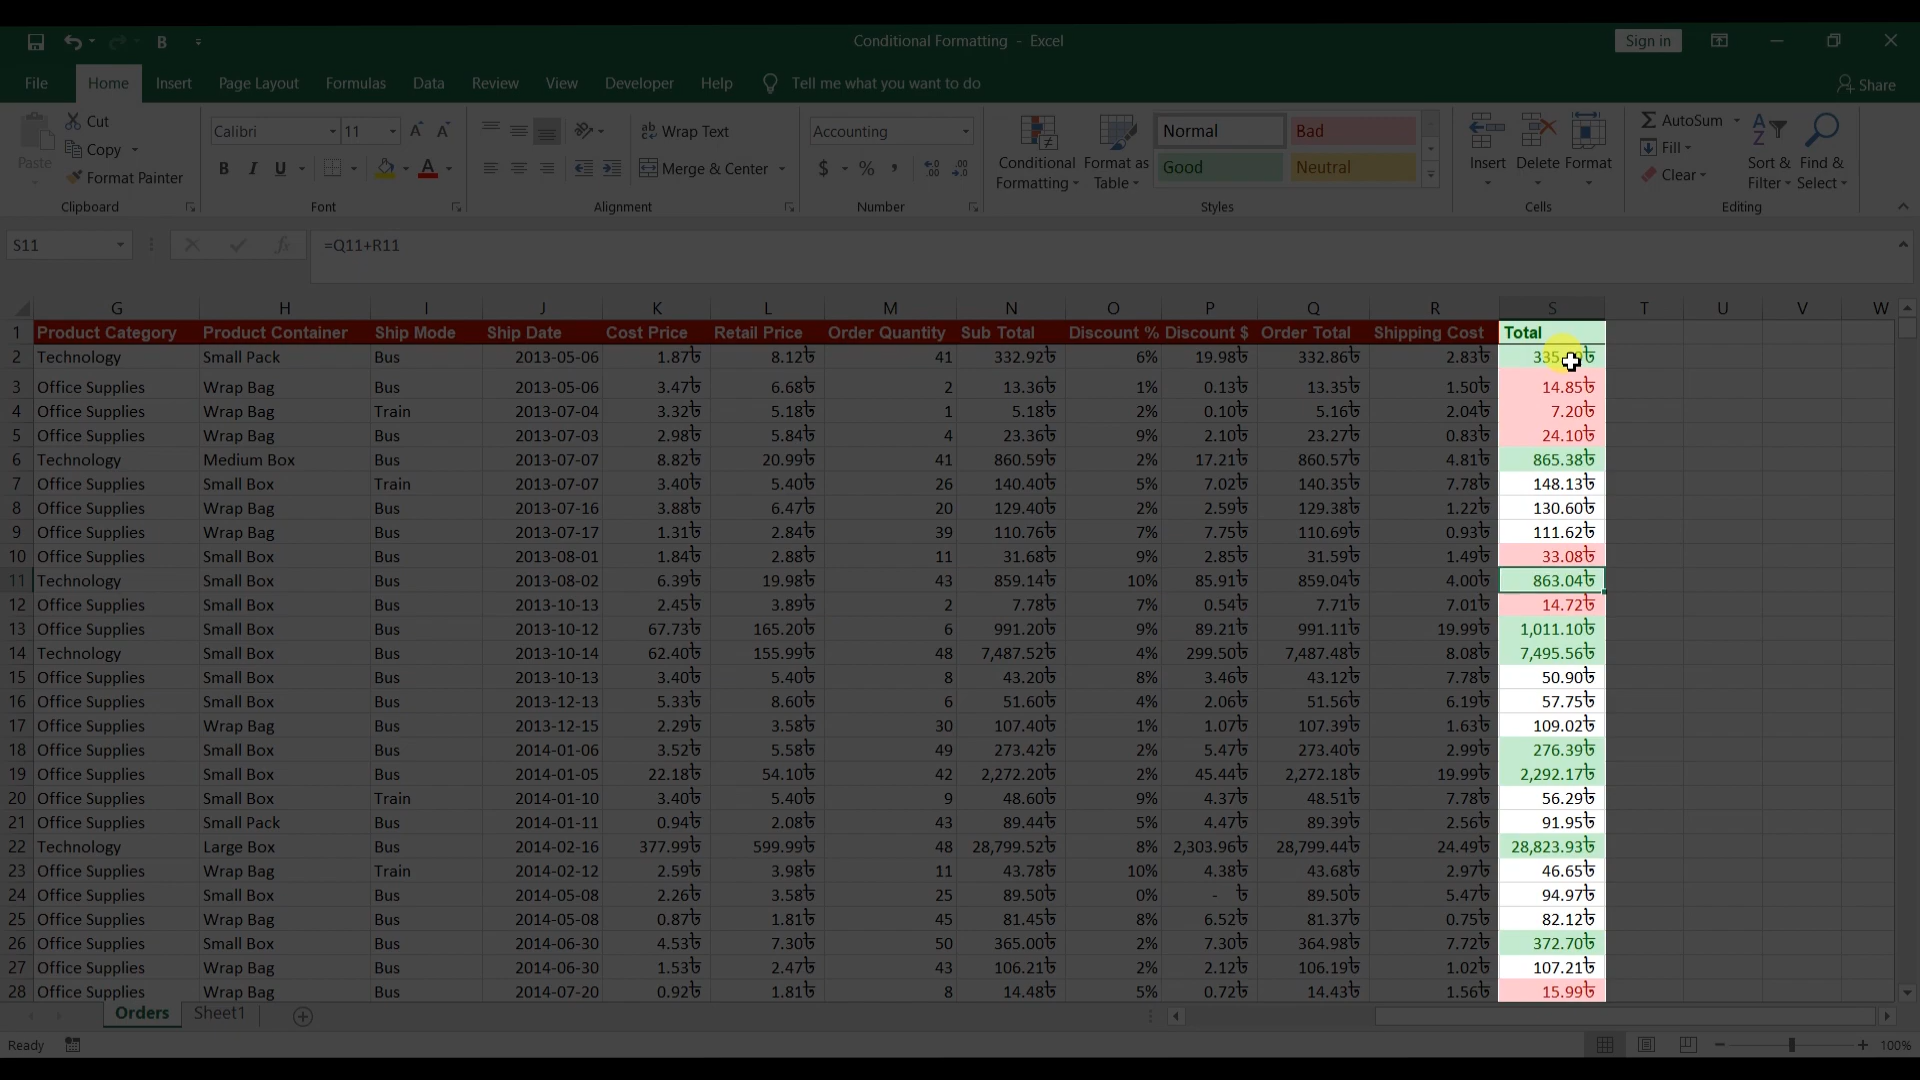 B
Conditional Formatting - Excel
Sign in
File Home Insert Page Layout Formulas Data Review View Developer Help Tell me what you want to do
Share
Paste
Cut
Copy
Format Painter
Clipboard
Calibri 11
B I U
Font
Wrap Text
Merge & Center
Alignment
Accounting
$ % ,
Number
Conditional Formatting
Format as Table
Normal Bad
Good Neutral
Styles
Insert Delete Format
Cells
AutoSum
Fill
Clear
Sort & Filter
Find & Select
Editing
S11 fx =Q11+R11
G H I J K L M N O P Q R S T U V W
1 Product Category Product Container Ship Mode Ship Date Cost Price Retail Price Order Quantity Sub Total Discount % Discount $ Order Total Shipping Cost Total
2 Technology Small Pack Bus 2013-05-06 1.87৳ 8.12৳ 41 332.92৳ 6% 19.98৳ 332.86৳ 2.83৳
3 Office Supplies Wrap Bag Bus 2013-05-06 3.47৳ 6.68৳ 2 13.36৳ 1% 0.13৳ 13.35৳ 1.50৳ 14.85৳
4 Office Supplies Wrap Bag Train 2013-07-04 3.32৳ 5.18৳ 1 5.18৳ 2% 0.10৳ 5.16৳ 2.04৳ 7.20৳
5 Office Supplies Wrap Bag Bus 2013-07-03 2.98৳ 5.84৳ 4 23.36৳ 9% 2.10৳ 23.27৳ 0.83৳ 24.10৳
6 Technology Medium Box Bus 2013-07-07 8.82৳ 20.99৳ 41 860.59৳ 2% 17.21৳ 860.57৳ 4.81৳ 865.38৳
7 Office Supplies Small Box Train 2013-07-07 3.40৳ 5.40৳ 26 140.40৳ 5% 7.02৳ 140.35৳ 7.78৳ 148.13৳
8 Office Supplies Wrap Bag Bus 2013-07-16 3.88৳ 6.47৳ 20 129.40৳ 2% 2.59৳ 129.38৳ 1.22৳ 130.60৳
9 Office Supplies Wrap Bag Bus 2013-07-17 1.31৳ 2.84৳ 39 110.76৳ 7% 7.75৳ 110.69৳ 0.93৳ 111.62৳
10 Office Supplies Small Box Bus 2013-08-01 1.84৳ 2.88৳ 11 31.68৳ 9% 2.85৳ 31.59৳ 1.49৳ 33.08৳
11 Technology Small Box Bus 2013-08-02 6.39৳ 19.98৳ 43 859.14৳ 10% 85.91৳ 859.04৳ 4.00৳ 863.04৳
12 Office Supplies Small Box Bus 2013-10-13 2.45৳ 3.89৳ 2 7.78৳ 7% 0.54৳ 7.71৳ 7.01৳ 14.72৳
13 Office Supplies Small Box Bus 2013-10-12 67.73৳ 165.20৳ 6 991.20৳ 9% 89.21৳ 991.11৳ 19.99৳ 1,011.10৳
14 Technology Small Box Bus 2013-10-14 62.40৳ 155.99৳ 48 7,487.52৳ 4% 299.50৳ 7,487.48৳ 8.08৳ 7,495.56৳
15 Office Supplies Small Box Bus 2013-10-13 3.40৳ 5.40৳ 8 43.20৳ 8% 3.46৳ 43.12৳ 7.78৳ 50.90৳
16 Office Supplies Small Box Bus 2013-12-13 5.33৳ 8.60৳ 6 51.60৳ 4% 2.06৳ 51.56৳ 6.19৳ 57.75৳
17 Office Supplies Wrap Bag Bus 2013-12-15 2.29৳ 3.58৳ 30 107.40৳ 1% 1.07৳ 107.39৳ 1.63৳ 109.02৳
18 Office Supplies Small Box Bus 2014-01-06 3.52৳ 5.58৳ 49 273.42৳ 2% 5.47৳ 273.40৳ 2.99৳ 276.39৳
19 Office Supplies Small Box Bus 2014-01-05 22.18৳ 54.10৳ 42 2,272.20৳ 2% 45.44৳ 2,272.18৳ 19.99৳ 2,292.17৳
20 Office Supplies Small Box Train 2014-01-10 3.40৳ 5.40৳ 9 48.60৳ 9% 4.37৳ 48.51৳ 7.78৳ 56.29৳
21 Office Supplies Small Pack Bus 2014-01-11 0.94৳ 2.08৳ 43 89.44৳ 5% 4.47৳ 89.39৳ 2.56৳ 91.95৳
22 Technology Large Box Bus 2014-02-16 377.99৳ 599.99৳ 48 28,799.52৳ 8% 2,303.96৳ 28,799.44৳ 24.49৳ 28,823.93৳
23 Office Supplies Wrap Bag Train 2014-02-12 2.59৳ 3.98৳ 11 43.78৳ 10% 4.38৳ 43.68৳ 2.97৳ 46.65৳
24 Office Supplies Wrap Bag Bus 2014-05-08 2.26৳ 3.58৳ 25 89.50৳ 0% - ৳ 89.50৳ 5.47৳ 94.97৳
25 Office Supplies Wrap Bag Bus 2014-05-08 0.87৳ 1.81৳ 45 81.45৳ 8% 6.52৳ 81.37৳ 0.75৳ 82.12৳
26 Office Supplies Small Box Bus 2014-06-30 4.53৳ 7.30৳ 50 365.00৳ 2% 7.30৳ 364.98৳ 7.72৳ 372.70৳
27 Office Supplies Wrap Bag Bus 2014-06-30 1.53৳ 2.47৳ 43 106.21৳ 2% 2.12৳ 106.19৳ 1.02৳ 107.21৳
28 Office Supplies Wrap Bag Bus 2014-07-20 0.92৳ 1.81৳ 8 14.48৳ 5% 0.72৳ 14.43৳ 1.56৳ 15.99৳
Orders Sheet1
Ready
100%